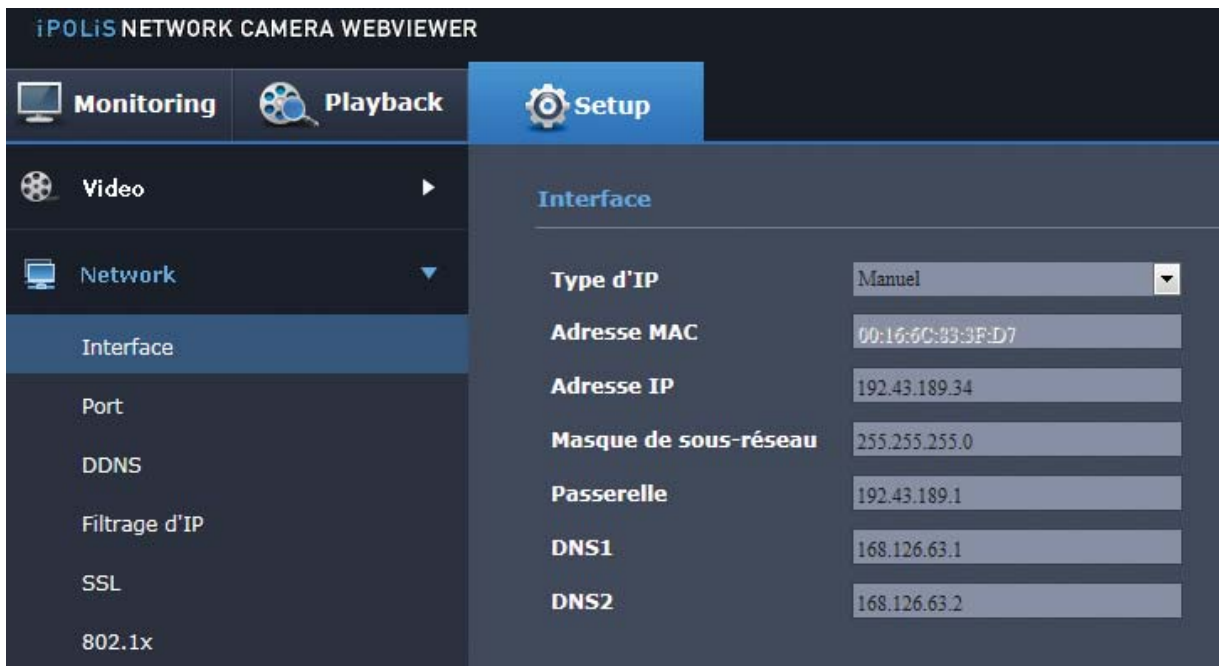 iPOLiS NETWORK CAMERA WEBVIEWER
Monitoring Playback Setup
Video
Network
Interface
Port
DDNS
Filtrage d'IP
SSL
802.1x
Interface
Type d'IP Manuel
Adresse MAC 00:16:6C:83:3F:D7
Adresse IP 192.43.189.34
Masque de sous-réseau 255.255.255.0
Passerelle 192.43.189.1
DNS1 168.126.63.1
DNS2 168.126.63.2